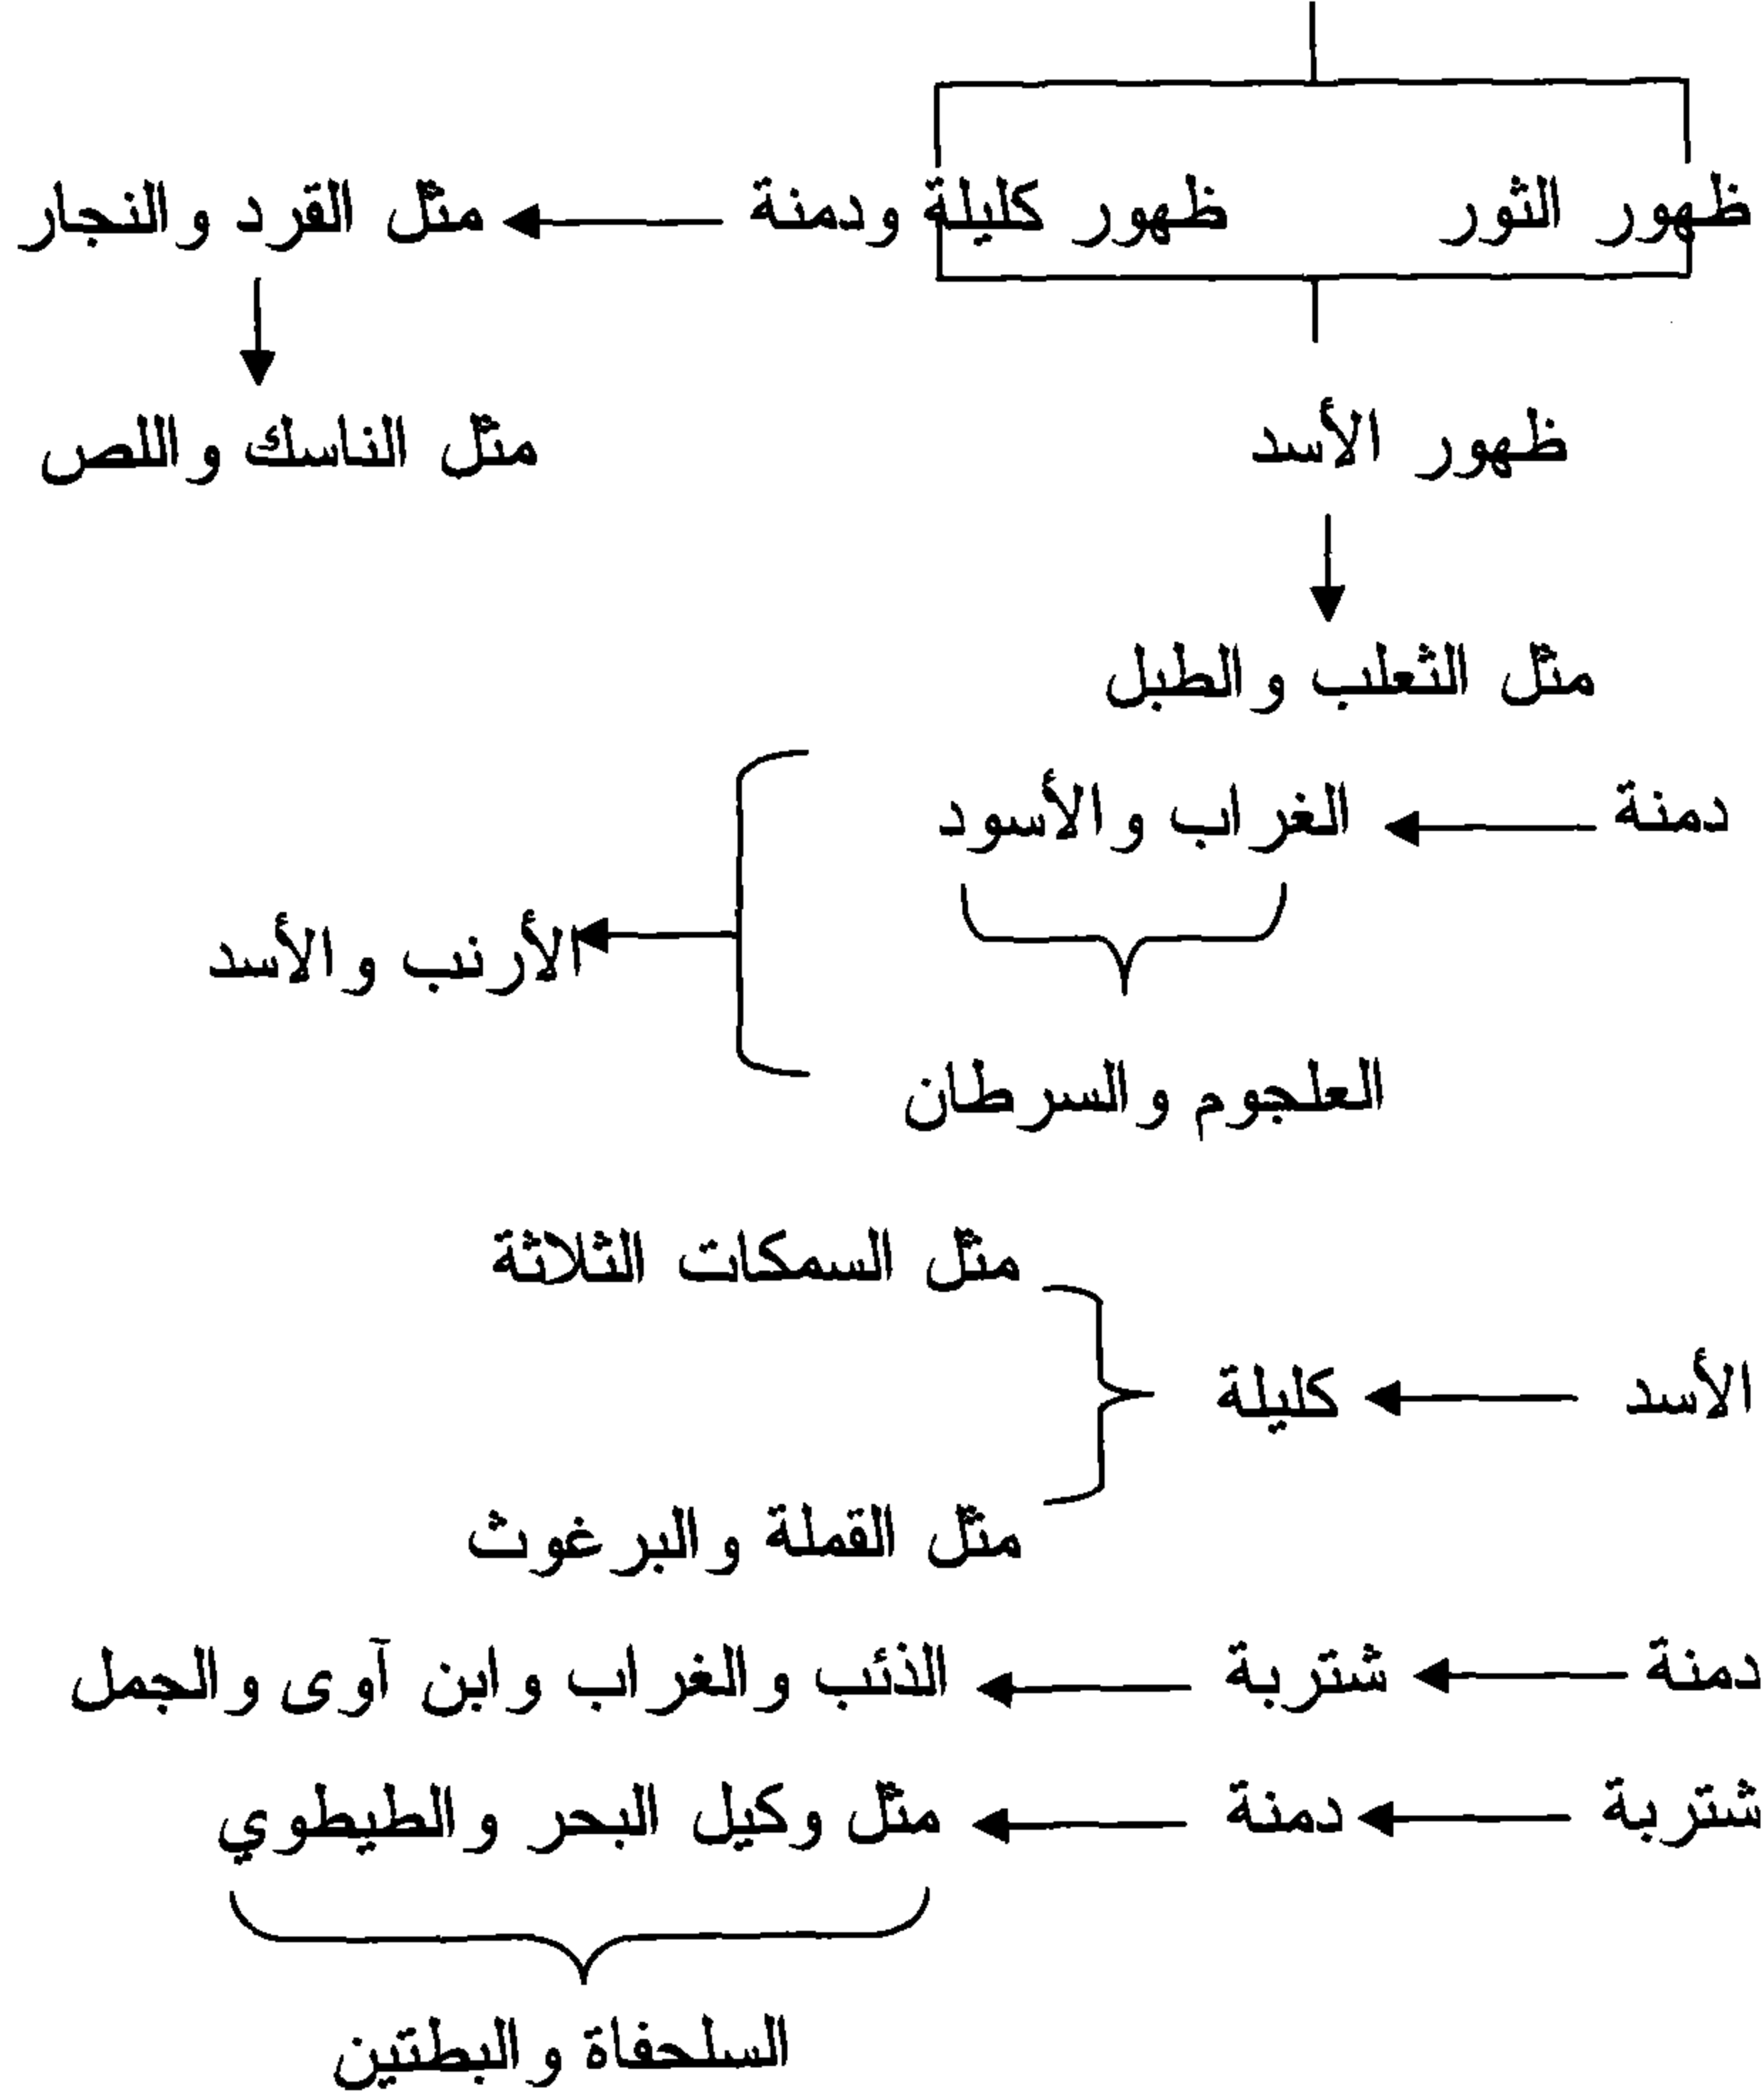 ظهور الثور ظهور كليلة ودمنة مثل القرد والنجار
ظهور الأسد مثل الناسك واللص
مثل الثعلب والطبل
دمنة الغراب والأسود
الأرنب والأسد
العلجوم والسرطان
مثل السمكات الثلاثة
الأسد كليلة
مثل القملة والبرغوث
دمنة شتربة الذئب والغراب وابن آوى والجمل
شتربة دمنة مثل وكيل البحر والطيطوي
السلحفاة والبطتين